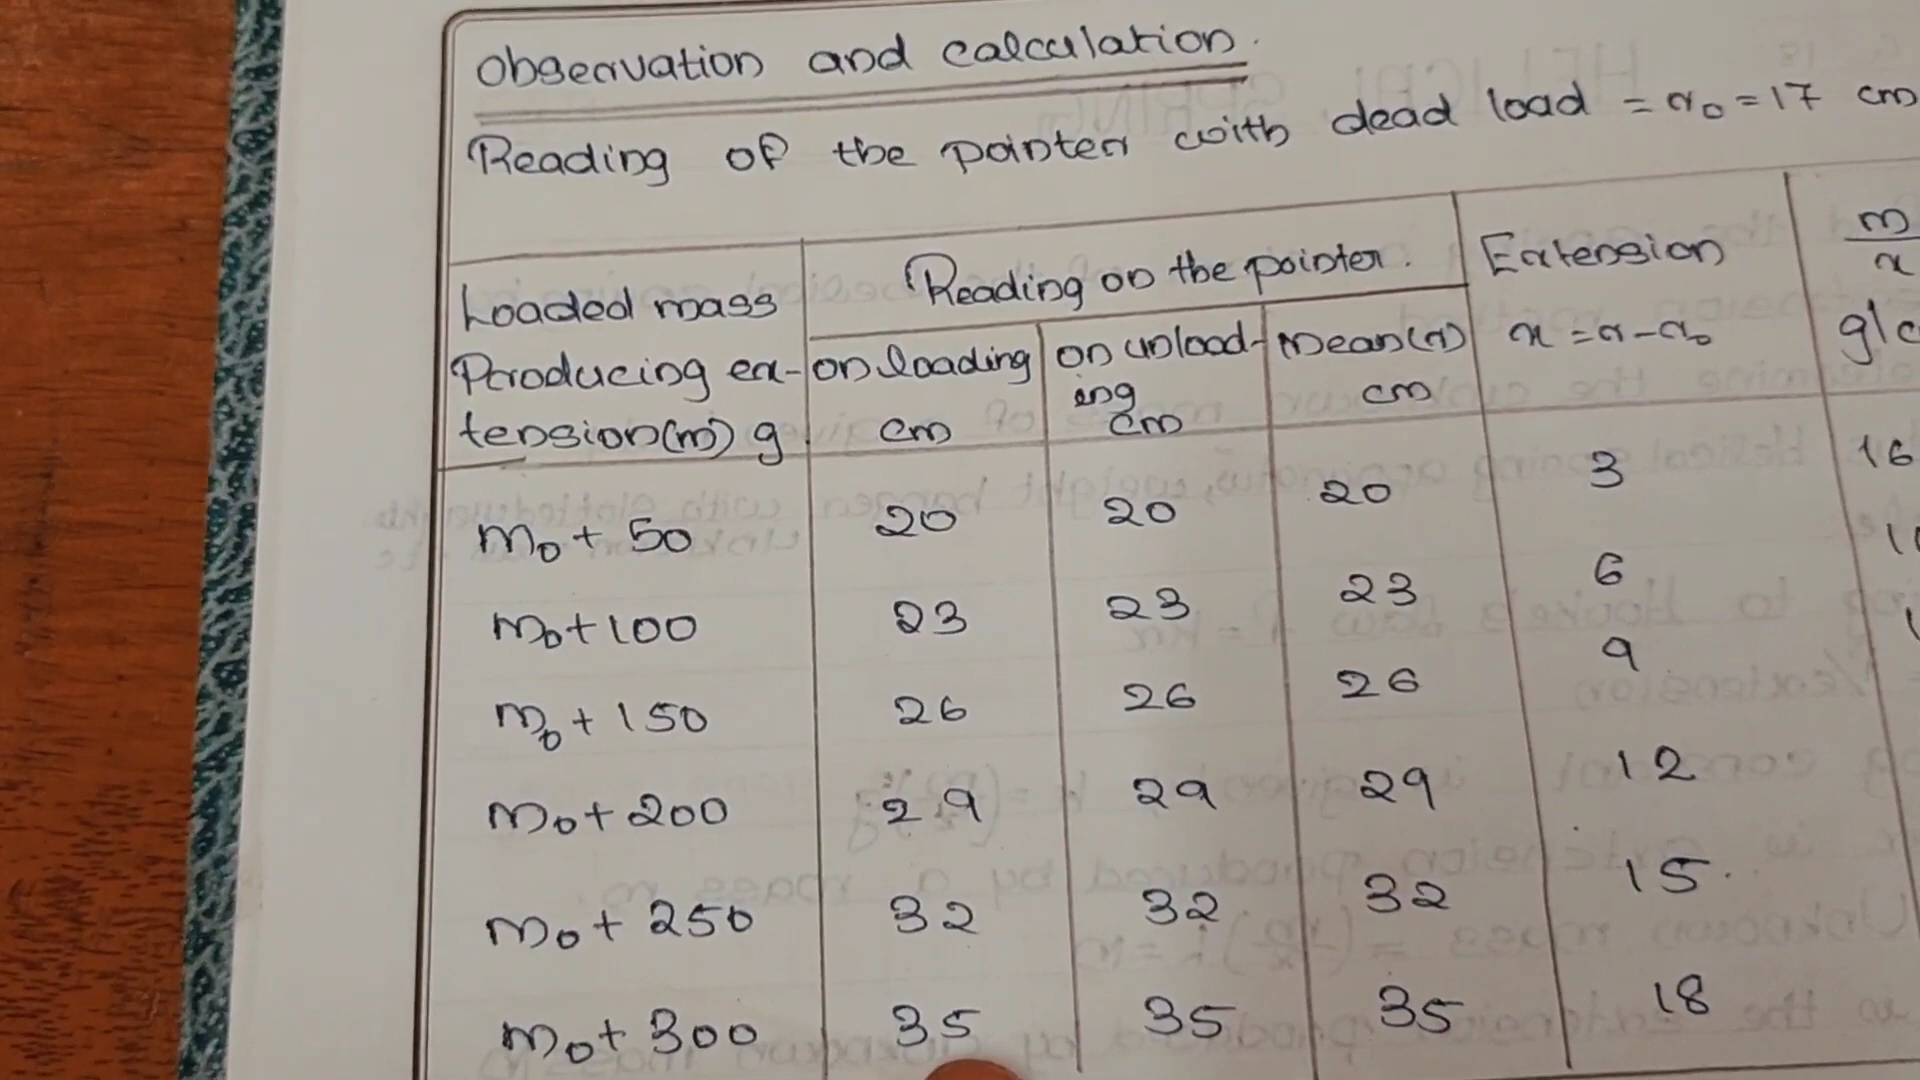 Observation and calculation.
Reading of the pointer with dead load = r₀ = 17 cm
Loaded mass Producing extension(m) g
Reading on the pointer.
on loading cm
on unloading cm
Mean(r) cm
Extension x = r - r₀
m/x
m₀ + 50 20 20 20 3 16
m₀ + 100 23 23 23 6
m₀ + 150 26 26 26 9
m₀ + 200 29 29 29 12
m₀ + 250 32 32 32 15.
m₀ + 300 35 35 35 18